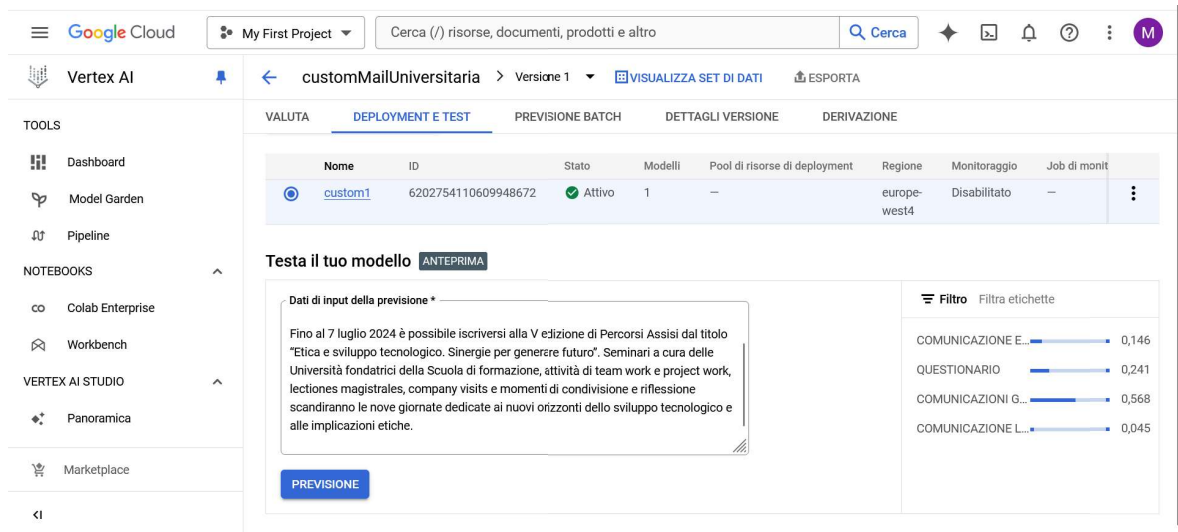 Google Cloud
My First Project
Cerca (/) risorse, documenti, prodotti e altro
Cerca
M
Vertex AI
customMailUniversitaria
Versione 1
VISUALIZZA SET DI DATI
ESPORTA
TOOLS
Dashboard
Model Garden
Pipeline
NOTEBOOKS
Colab Enterprise
Workbench
VERTEX AI STUDIO
Panoramica
Marketplace
VALUTA DEPLOYMENT E TEST PREVISIONE BATCH DETTAGLI VERSIONE DERIVAZIONE
Nome ID Stato Modelli Pool di risorse di deployment Regione Monitoraggio Job di monit
custom1 6202754110609948672 Attivo 1 — europe- Disabilitato —
west4
Testa il tuo modello ANTEPRIMA
Dati di input della previsione *
Fino al 7 luglio 2024 è possibile iscriversi alla V edizione di Percorsi Assisi dal titolo
“Etica e sviluppo tecnologico. Sinergie per generare futuro”. Seminari a cura delle
Università fondatrici della Scuola di formazione, attività di team work e project work,
lectiones magistrales, company visits e momenti di condivisione e riflessione
scandiranno le nove giornate dedicate ai nuovi orizzonti dello sviluppo tecnologico e
alle implicazioni etiche.
PREVISIONE
Filtro Filtra etichette
COMUNICAZIONE E... 0,146
QUESTIONARIO 0,241
COMUNICAZIONI G... 0,568
COMUNICAZIONE L... 0,045